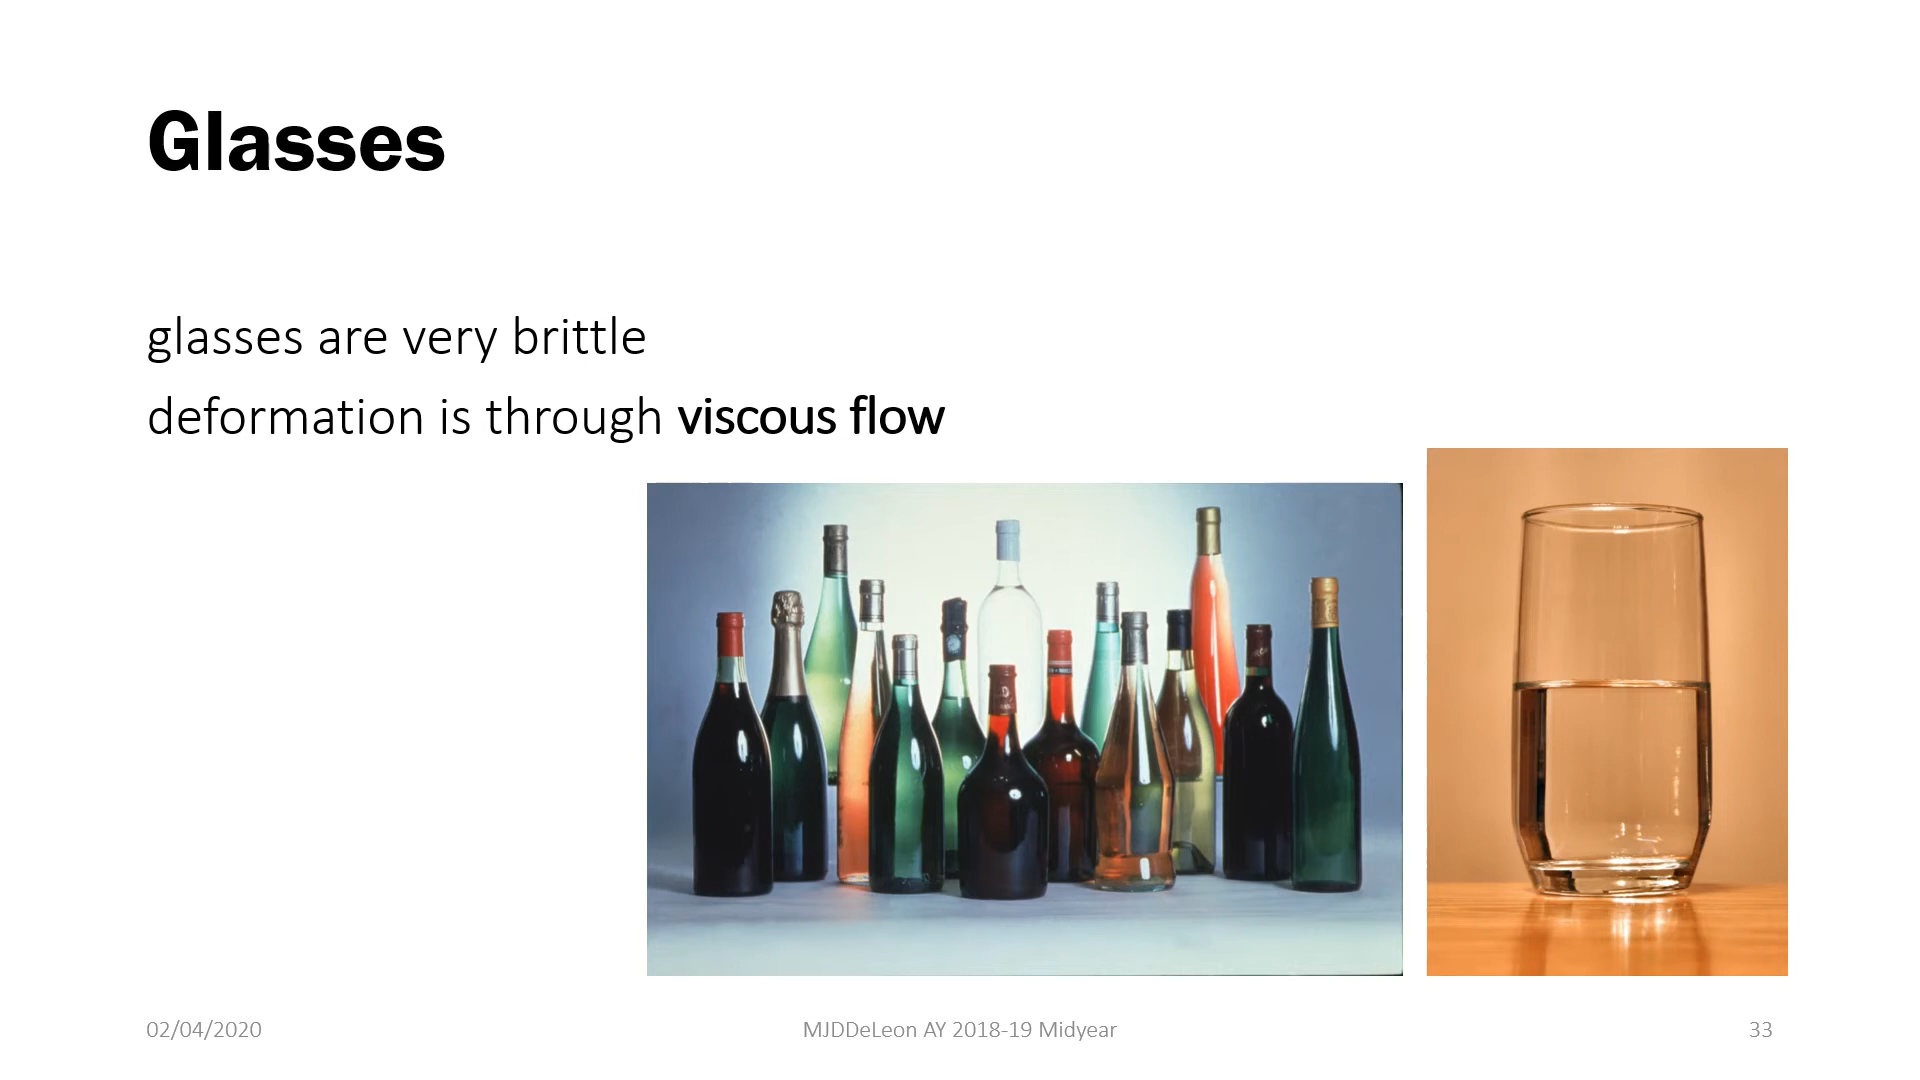 Glasses
glasses are very brittle
deformation is through viscous flow
02/04/2020
MJDDeLeon AY 2018-19 Midyear
33